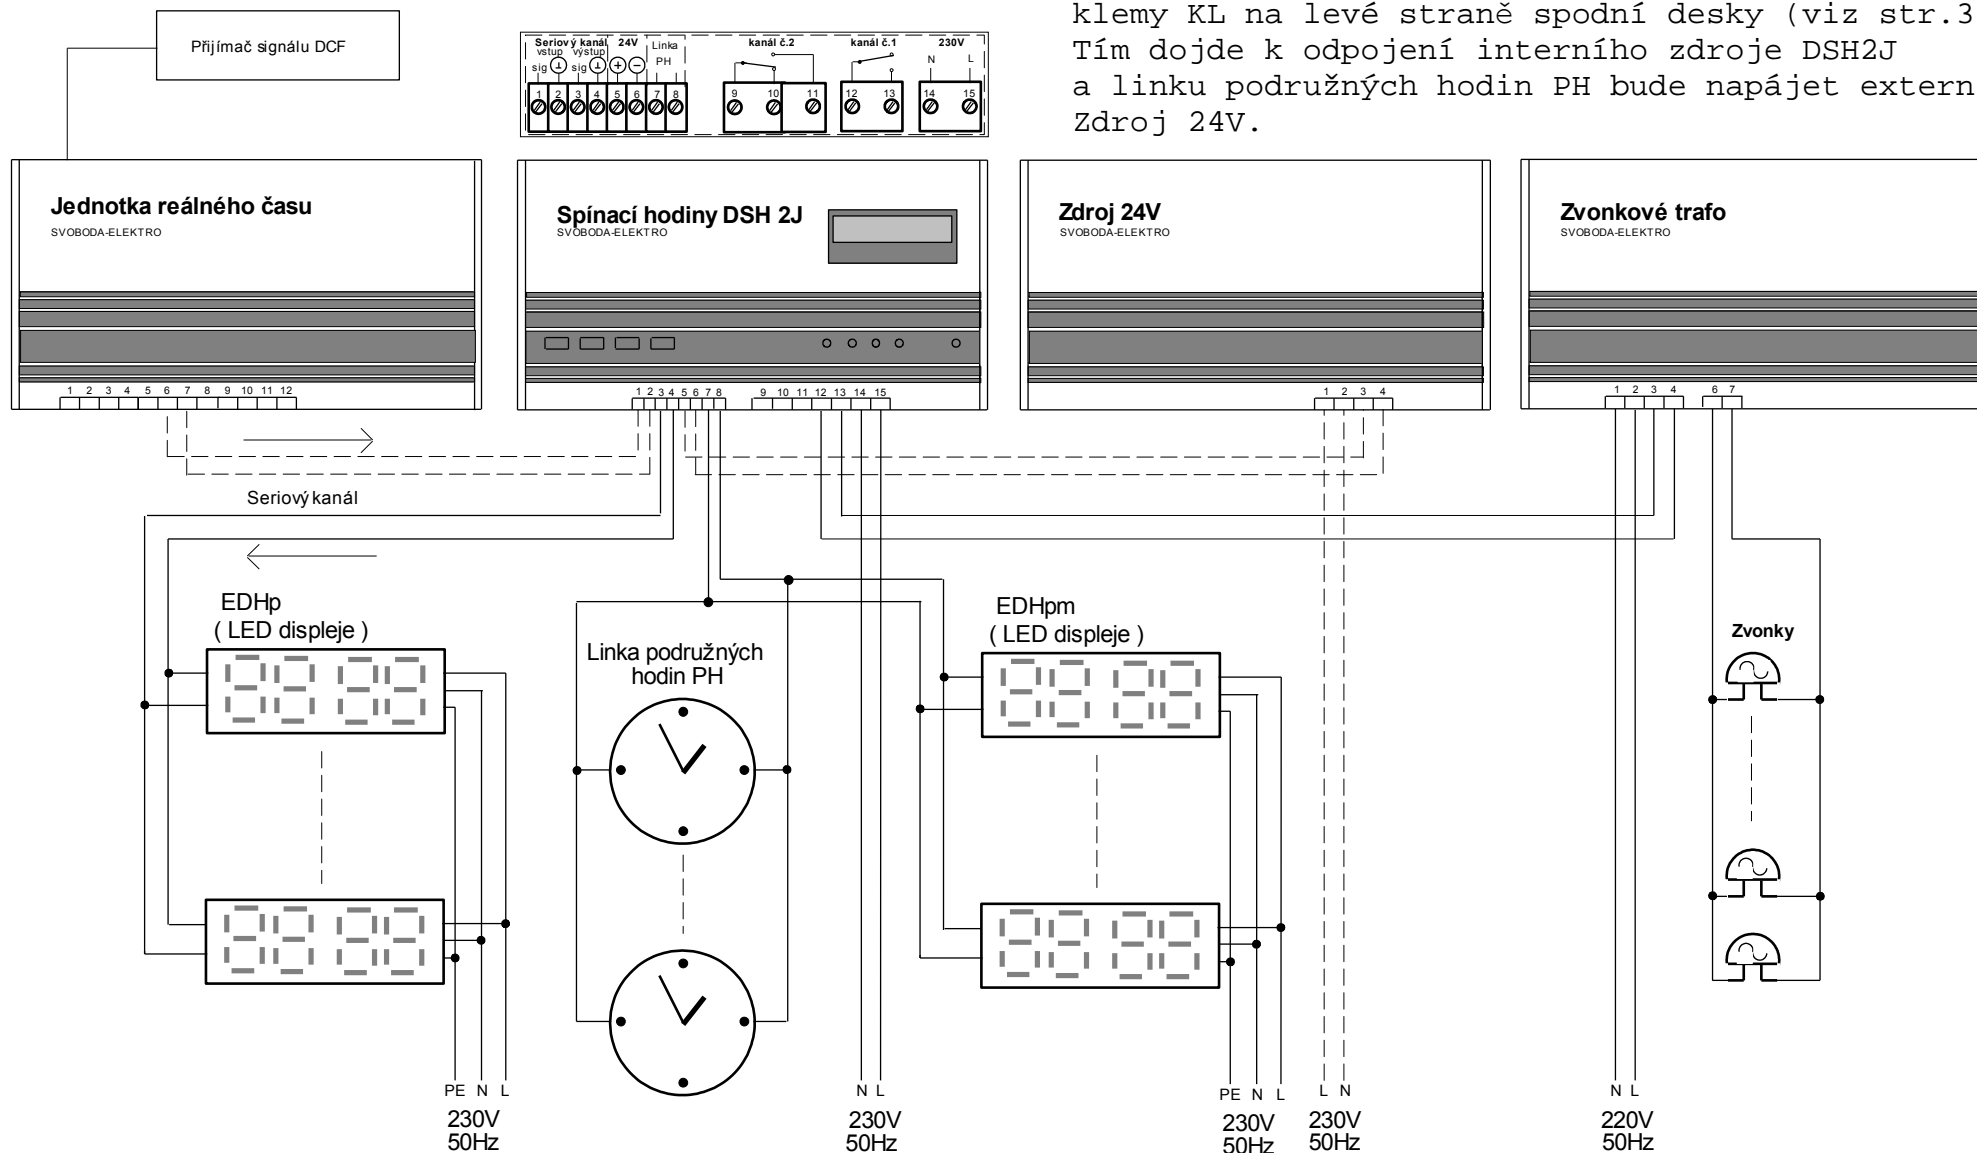 klemy KL na levé straně spodní desky (viz str.3
Tím dojde k odpojení interního zdroje DSH2J
a linku podružných hodin PH bude napájet extern
Zdroj 24V.
Přijímač signálu DCF
Seriový kanál 24V Linka kanál č.2 kanál č.1 230V
vstup výstup PH N L
sig sig
1 2 3 4 5 6 7 8 9 10 11 12 13 14 15
Jednotka reálného času
SVOBODA-ELEKTRO
Spínací hodiny DSH 2J
SVOBODA-ELEKTRO
Zdroj 24V
SVOBODA-ELEKTRO
Zvonkové trafo
SVOBODA-ELEKTRO
1 2 3 4 5 6 7 8 9 10 11 12
1 2 3 4 5 6 7 8 9 10 11 12 13 14 15
1 2 3 4
1 2 3 4 6 7
Seriový kanál
EDHp
( LED displeje )
Linka podružných
hodin PH
EDHpm
( LED displeje )
Zvonky
PE N L
230V
50Hz
N L
230V
50Hz
PE N L
230V
50Hz
L N
230V
50Hz
N L
220V
50Hz